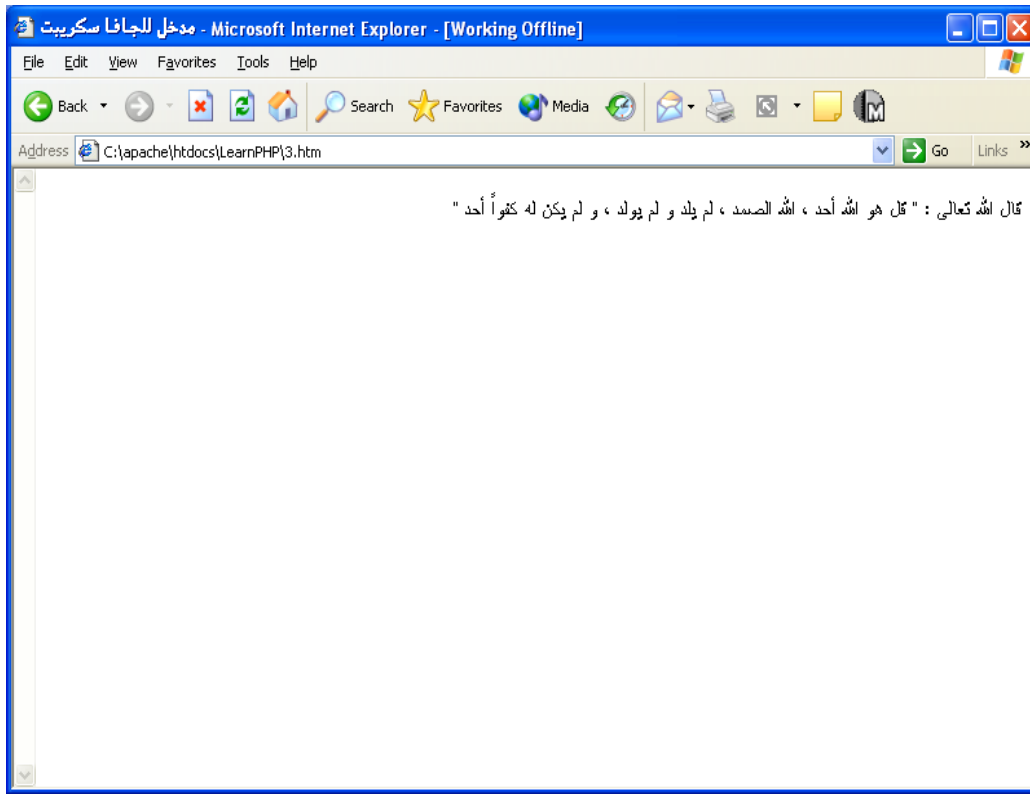 مدخل للجافا سكريبت - Microsoft Internet Explorer - [Working Offline]
File Edit View Favorites Tools Help
Back Search Favorites Media
Address C:\apache\htdocs\LearnPHP\3.htm Go Links »
قال الله تعالى : " قل هو الله أحد ، الله الصمد ، لم يلد و لم يولد ، و لم يكن له كفواً أحد "